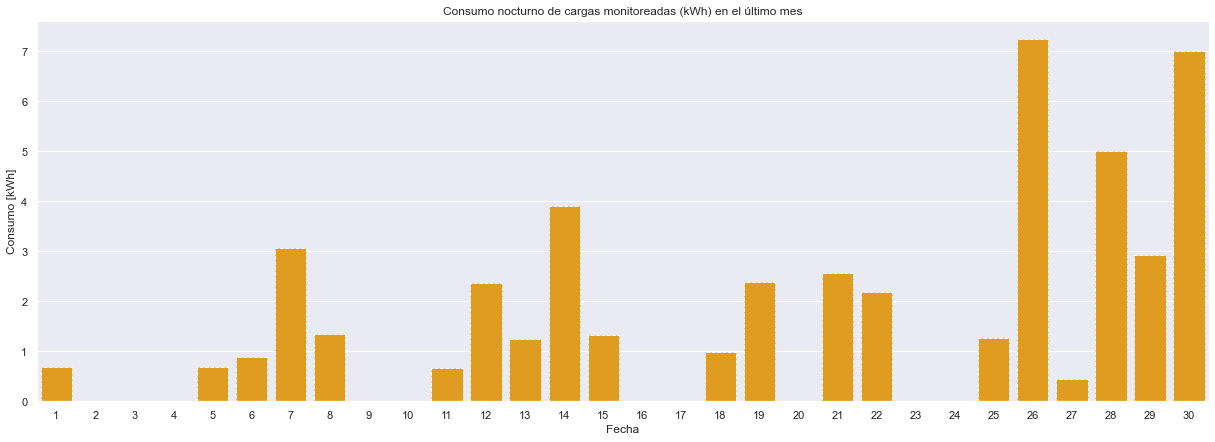 Consumo nocturno de cargas monitoreadas (kWh) en el último mes
Consumo [kWh]
7
6
5
4
3
2
1
0
1 2 3 4 5 6 7 8 9 10 11 12 13 14 15 16 17 18 19 20 21 22 23 24 25 26 27 28 29 30
Fecha